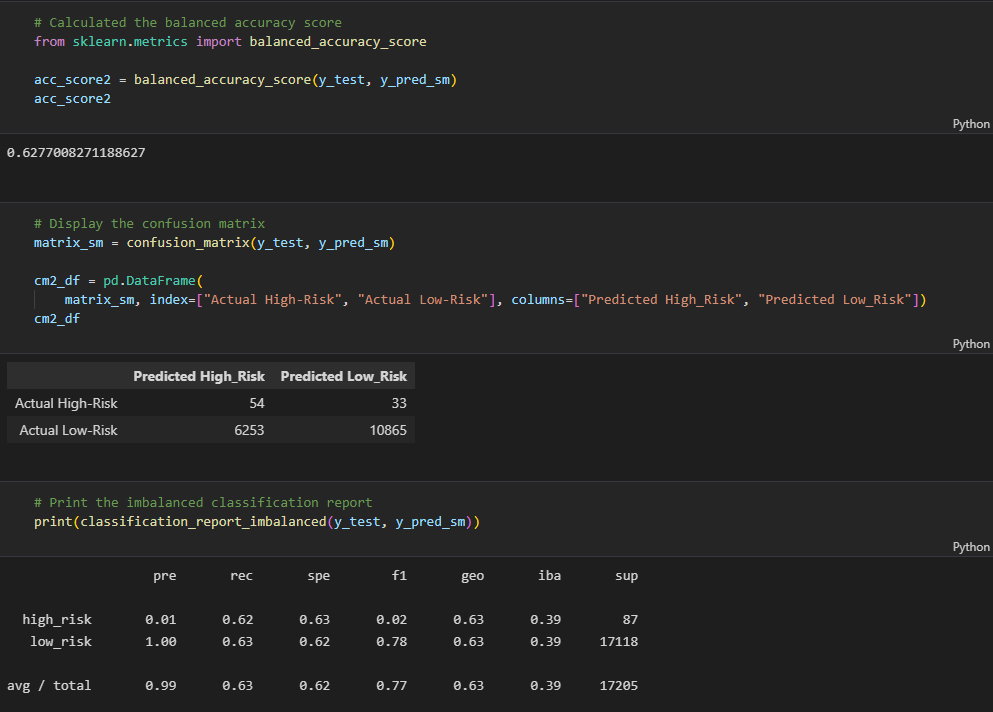 # Calculated the balanced accuracy score
from sklearn.metrics import balanced_accuracy_score
acc_score2 = balanced_accuracy_score(y_test, y_pred_sm)
acc_score2
Python
0.6277008271188627
# Display the confusion matrix
matrix_sm = confusion_matrix(y_test, y_pred_sm)
cm2_df = pd.DataFrame(
matrix_sm, index=["Actual High-Risk", "Actual Low-Risk"], columns=["Predicted High_Risk", "Predicted Low_Risk"])
cm2_df
Python
Predicted High_Risk Predicted Low_Risk
Actual High-Risk 54 33
Actual Low-Risk 6253 10865
# Print the imbalanced classification report
print(classification_report_imbalanced(y_test, y_pred_sm))
Python
pre rec spe f1 geo iba sup
high_risk 0.01 0.62 0.63 0.02 0.63 0.39 87
low_risk 1.00 0.63 0.62 0.78 0.63 0.39 17118
avg / total 0.99 0.63 0.62 0.77 0.63 0.39 17205